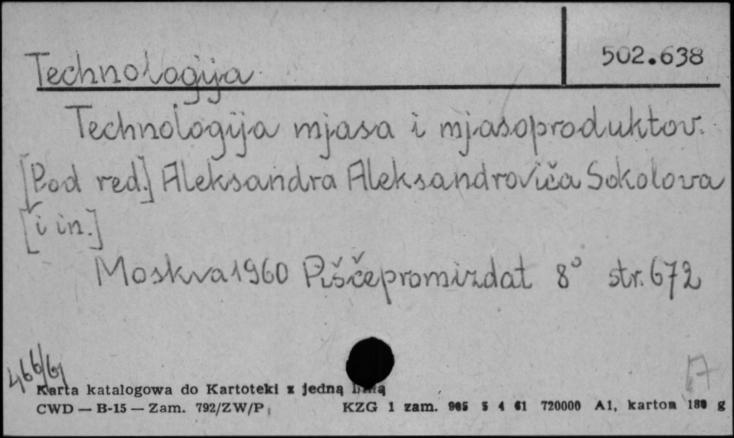 Technologija
502.638
Technologija mjasa i mjasoproduktov.
[Pod red.] Aleksandra Aleksandroviča Sokolova
[i in.]
Moskva 1960 Piščepromizdat 8° str. 672
466/61
Karta katalogowa do Kartoteki z jedną linią
CWD — B-15 — Zam. 792/ZW/P KZG 1 zam. 905 5 4 61 720000 A1, karton 180 g